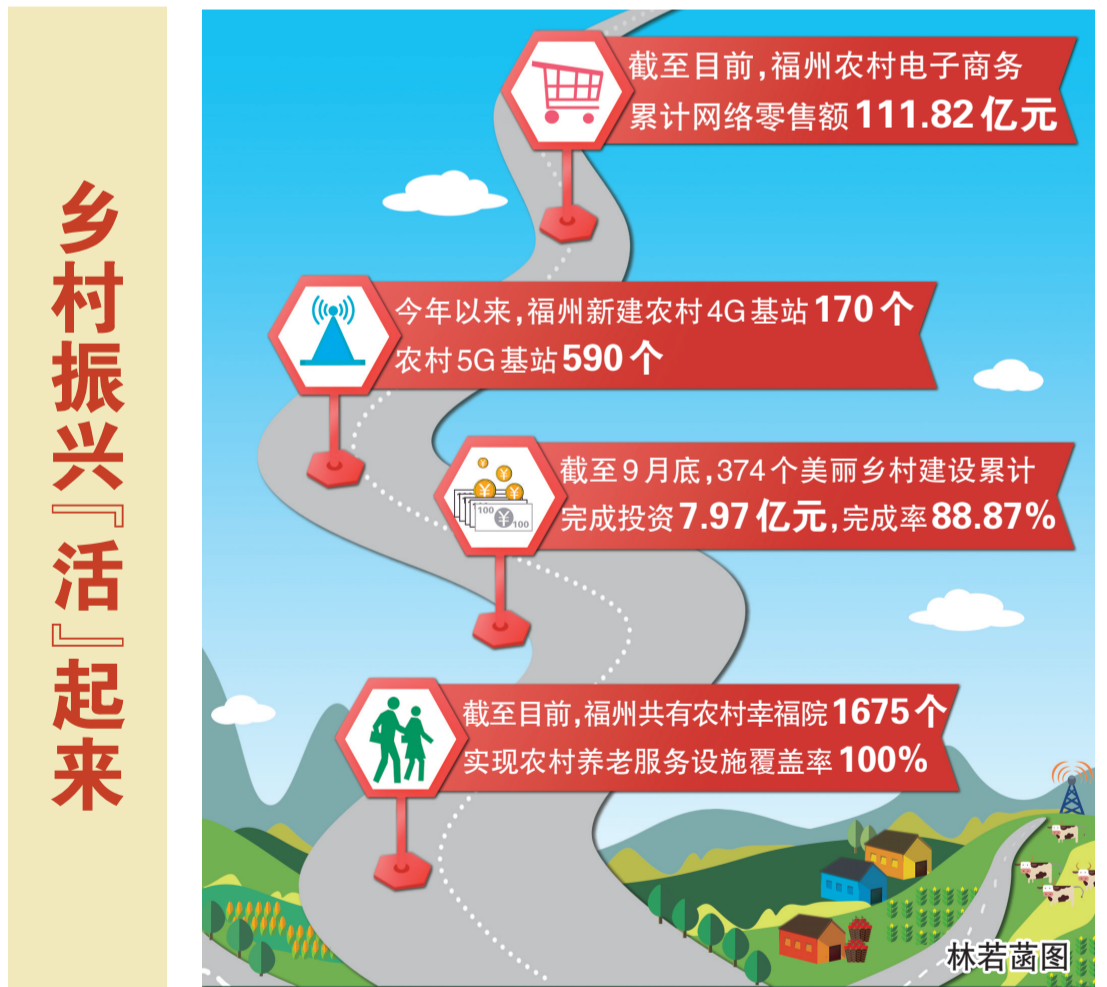 乡村振兴『活』起来
截至目前,福州农村电子商务
累计网络零售额111.82亿元
今年以来,福州新建农村4G基站170个
农村5G基站590个
截至9月底,374个美丽乡村建设累计
完成投资7.97亿元,完成率88.87%
100
100
截至目前,福州共有农村幸福院1675个
实现农村养老服务设施覆盖率100%
林若菡图